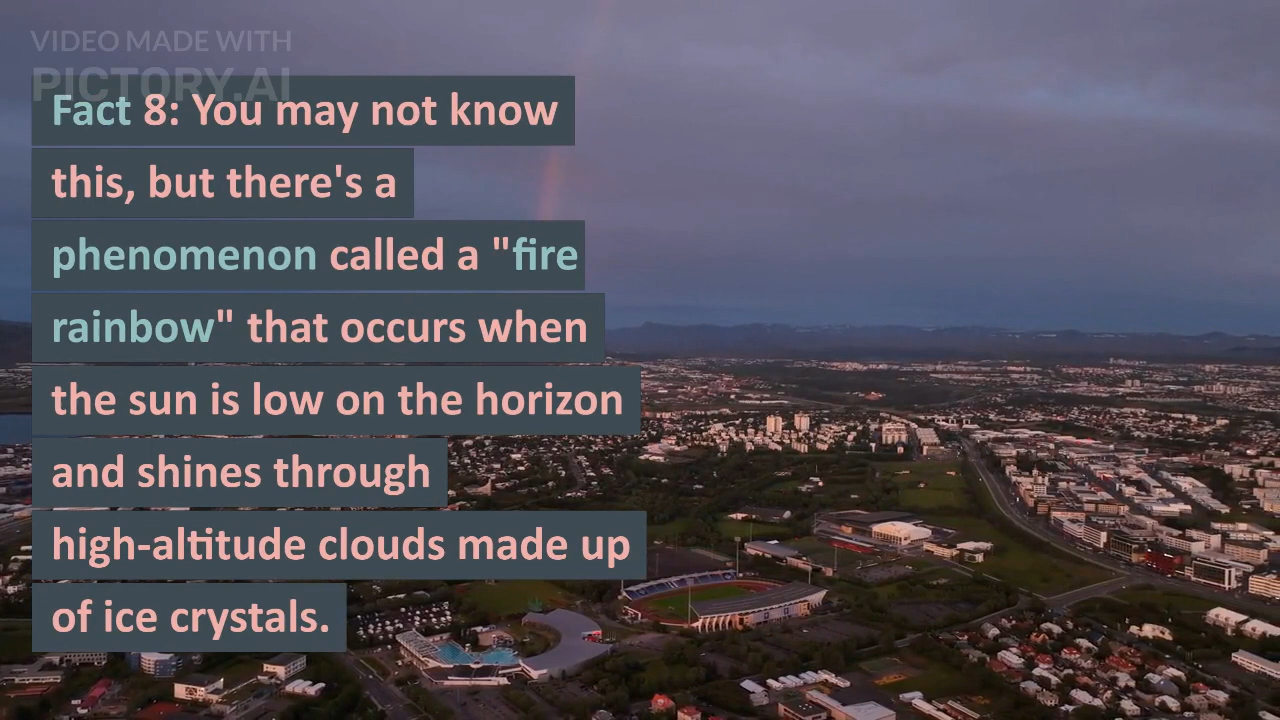 VIDEO MADE WITH
PICTORY.AI
Fact 8: You may not know
this, but there's a
phenomenon called a "fire
rainbow" that occurs when
the sun is low on the horizon
and shines through
high-altitude clouds made up
of ice crystals.